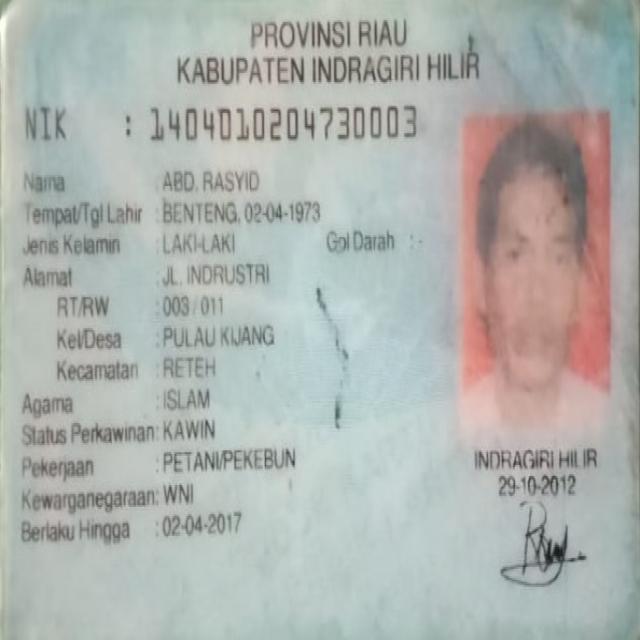 PROVINSI RIAU
KABUPATEN INDRAGIRI HILIR
NIK : 1404010204730003
Nama : ABD. RASYID
Tempat/Tgl Lahir : BENTENG, 02-04-1973
Jenis Kelamin : LAKI-LAKI Gol Darah : -
Alamat : JL. INDRUSTRI
RT/RW : 003 / 011
Kel/Desa : PULAU KIJANG
Kecamatan : RETEH
Agama : ISLAM
Status Perkawinan: KAWIN
Pekerjaan : PETANI/PEKEBUN
Kewarganegaraan: WNI
Berlaku Hingga : 02-04-2017
INDRAGIRI HILIR
29-10-2012